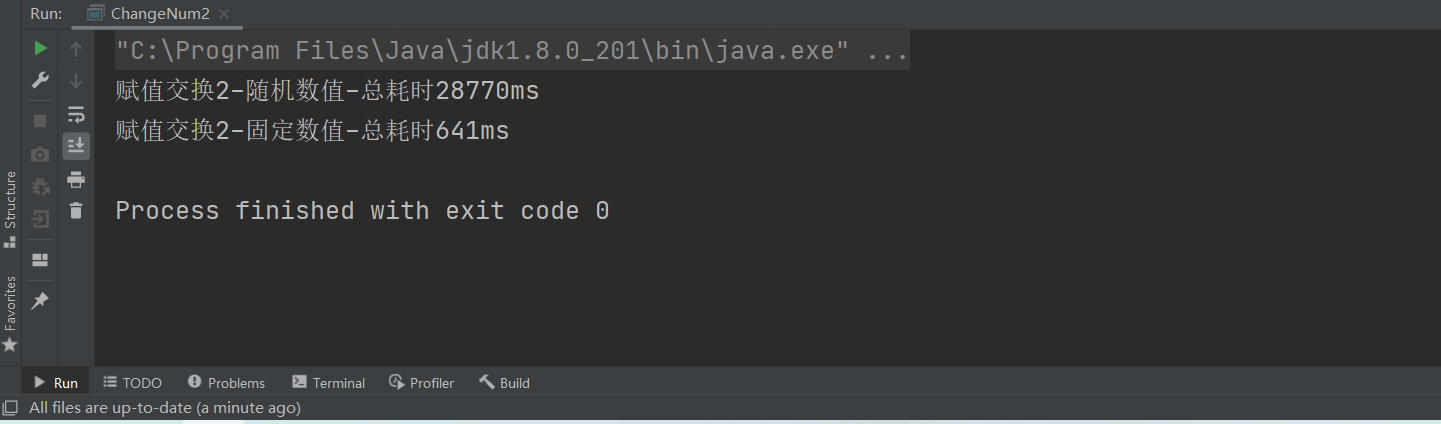 Run: ChangeNum2
"C:\Program Files\Java\jdk1.8.0_201\bin\java.exe" ...
赋值交换2-随机数值-总耗时28770ms
赋值交换2-固定数值-总耗时641ms
Process finished with exit code 0
Structure
Favorites
Run TODO Problems Terminal Profiler Build
All files are up-to-date (a minute ago)